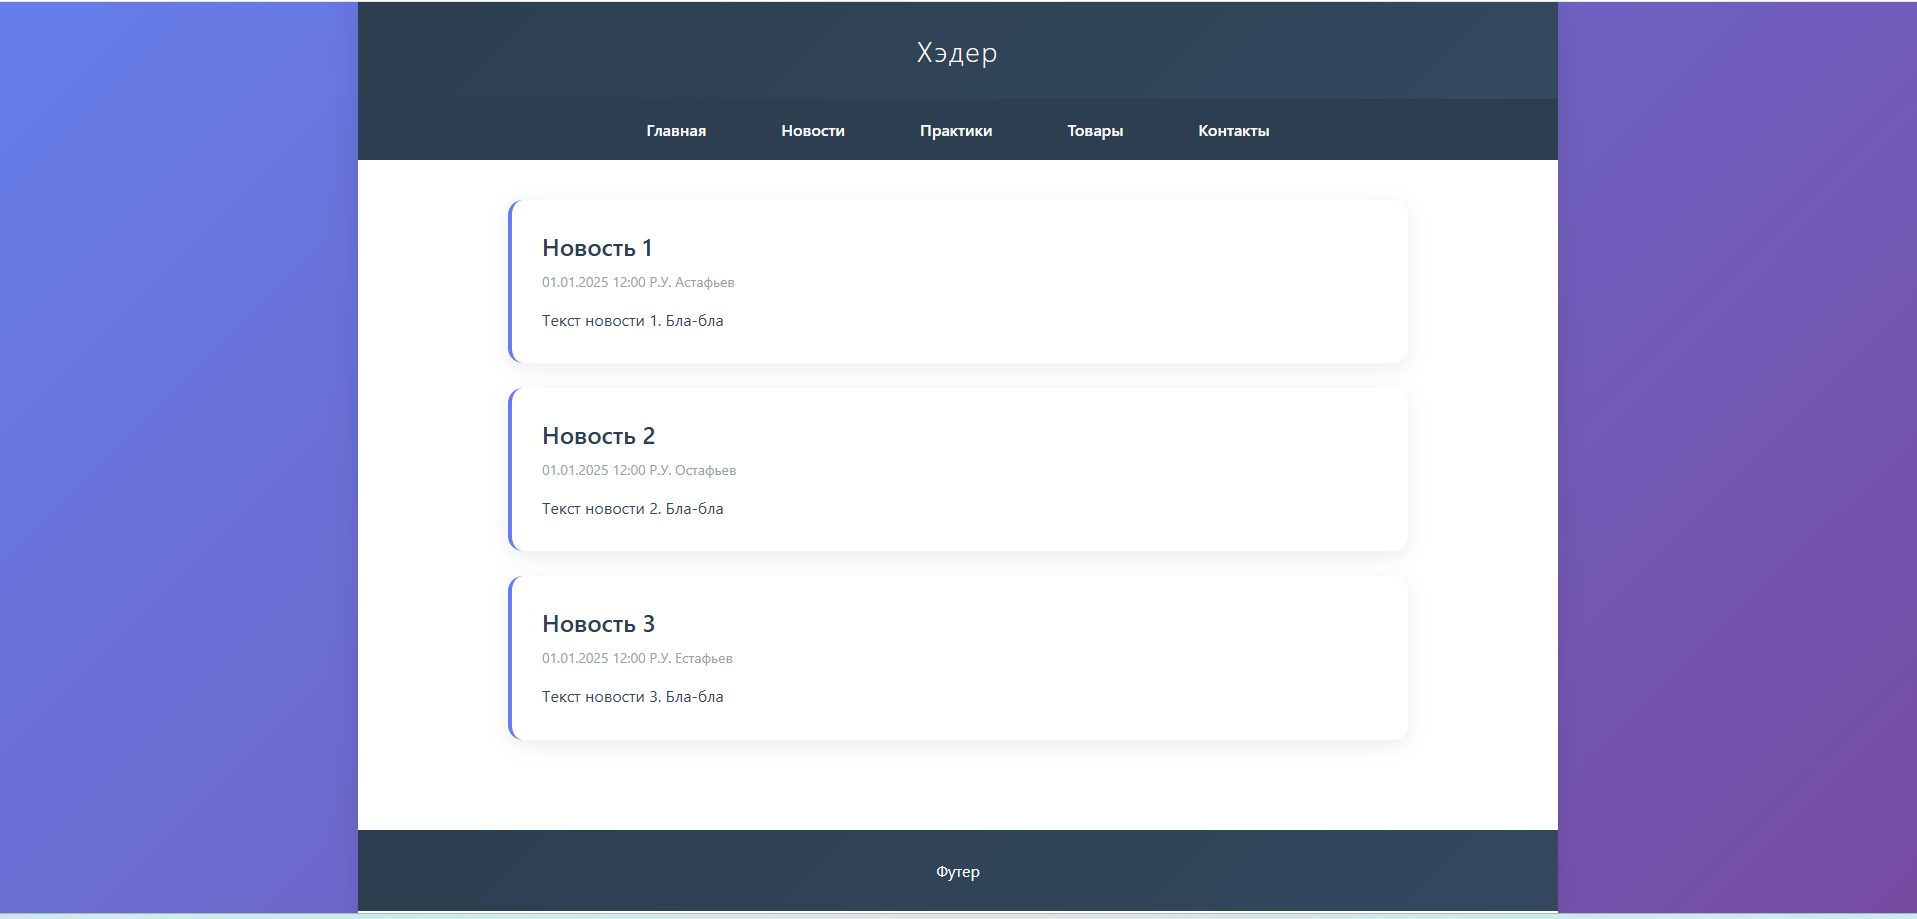 Хэдер
Главная Новости Практики Товары Контакты
Новость 1
01.01.2025 12:00 Р.У. Астафьев
Текст новости 1. Бла-бла
Новость 2
01.01.2025 12:00 Р.У. Остафьев
Текст новости 2. Бла-бла
Новость 3
01.01.2025 12:00 Р.У. Естафьев
Текст новости 3. Бла-бла
Футер